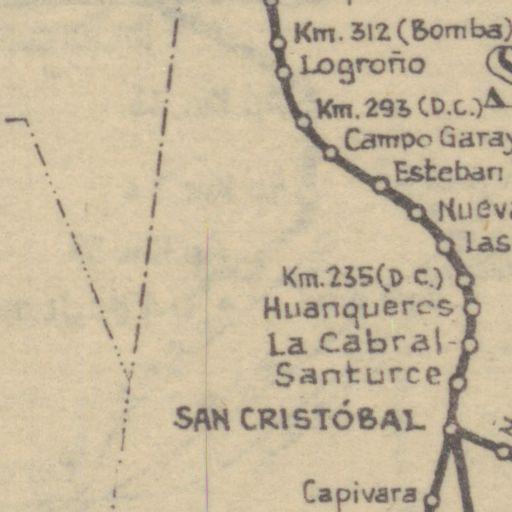 Km. 312 (Bomba)
Logroño
Km. 293 (D.C.)
Campo Garay
Esteban
Nueva
Las
Km. 235 (D C.)
Huanqueros
La Cabral
Santurce
SAN CRISTÓBAL
Capivara